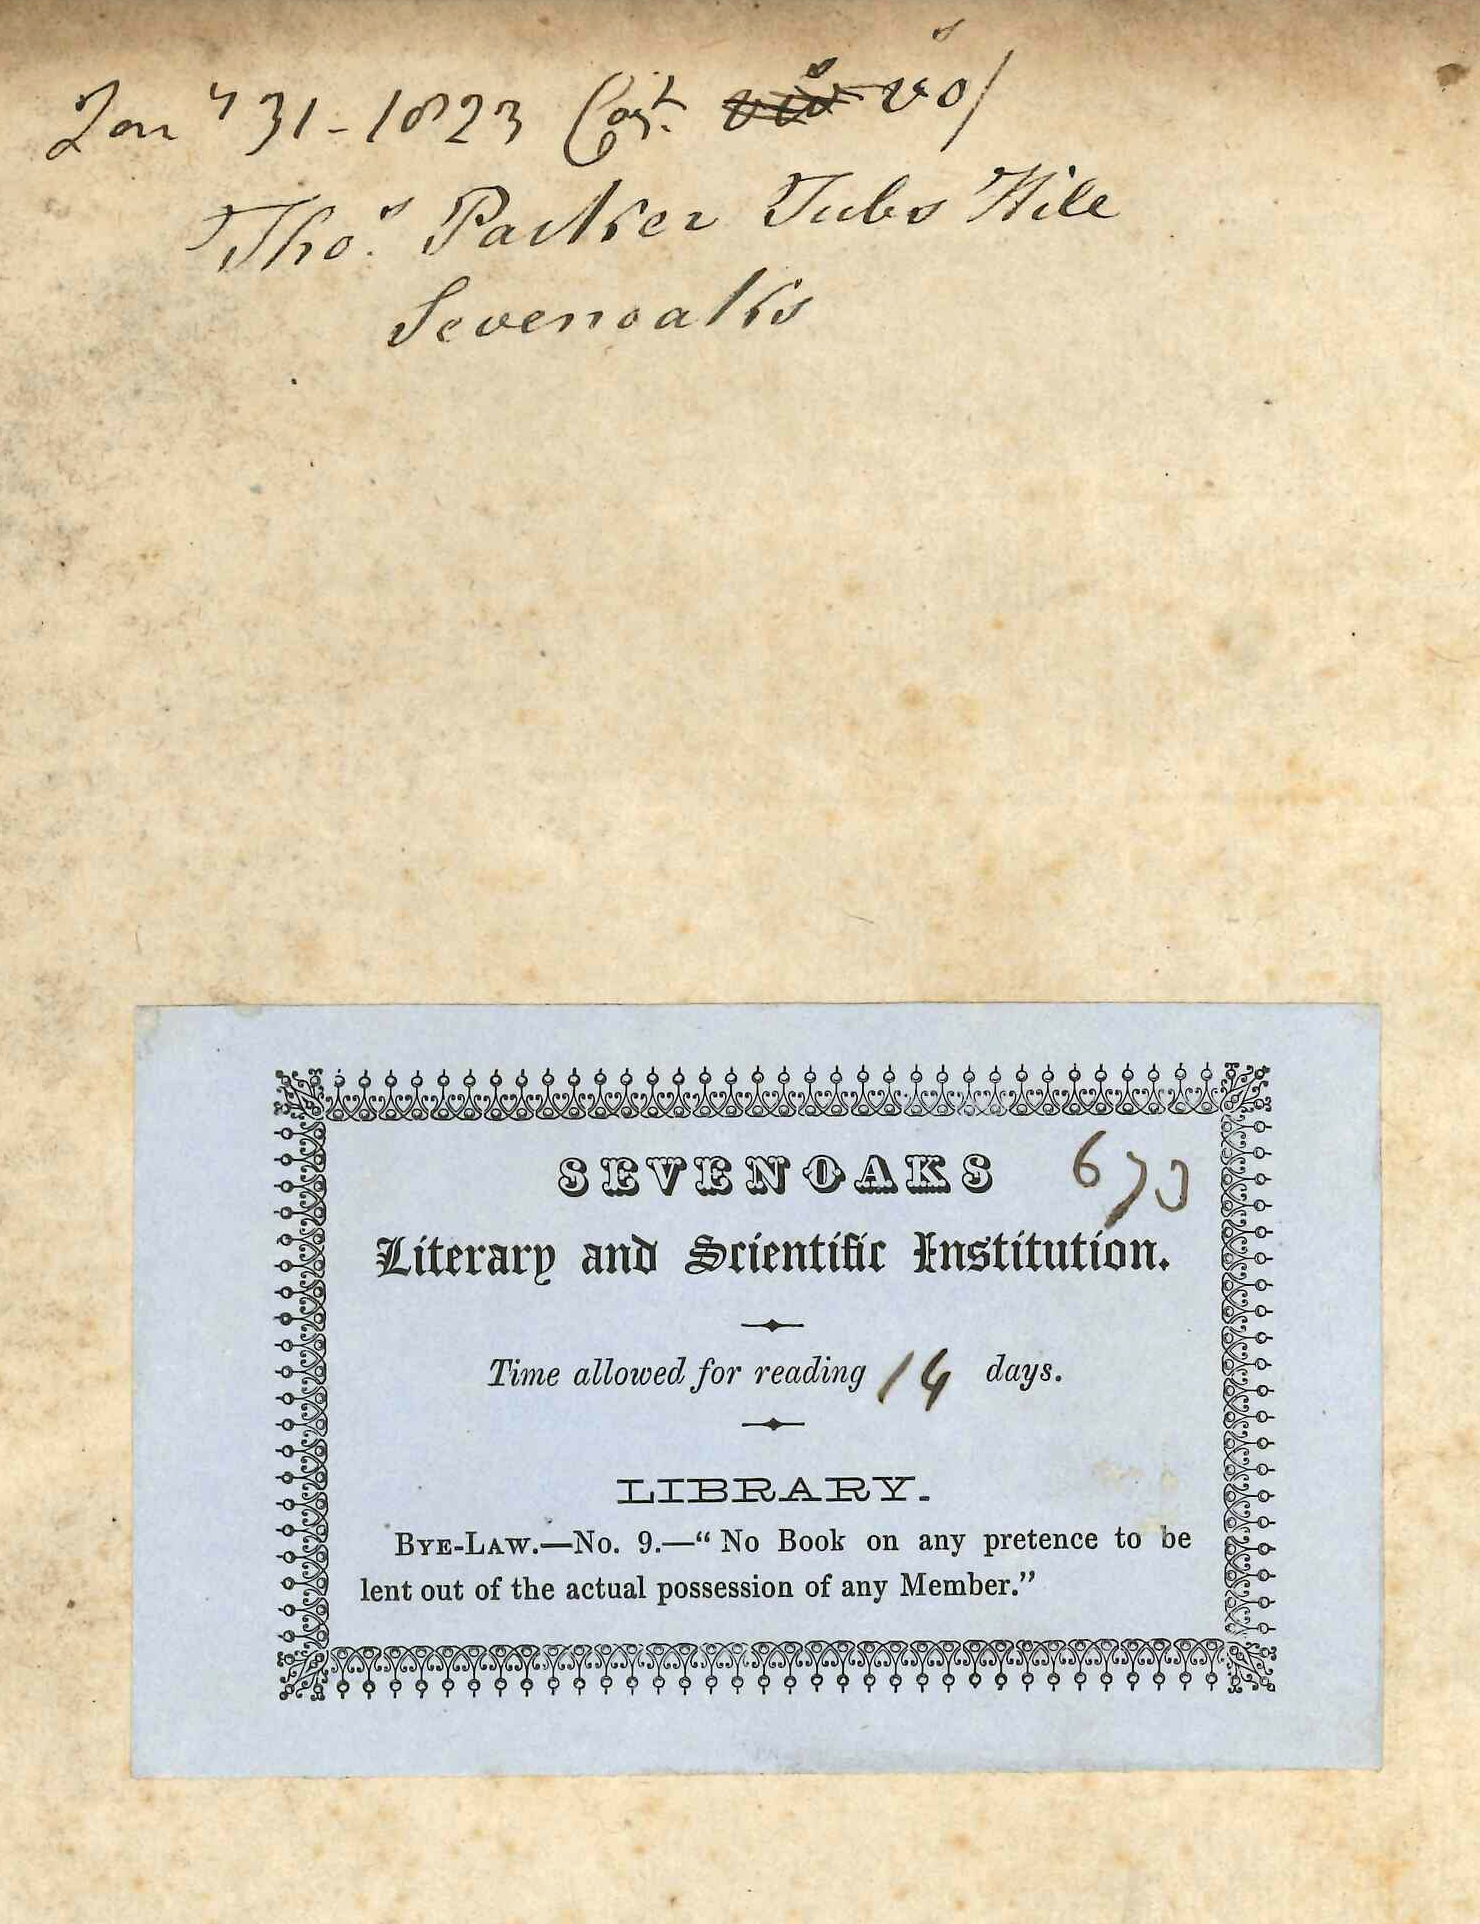 Jan y 31 - 1823 Cost
Thos. Parker Tubs Hill
Sevenoaks
SEVENOAKS 673
Literary and Scientific Institution.
Time allowed for reading 14 days.
LIBRARY.
BYE-LAW.—No. 9.—“No Book on any pretence to be
lent out of the actual possession of any Member.”